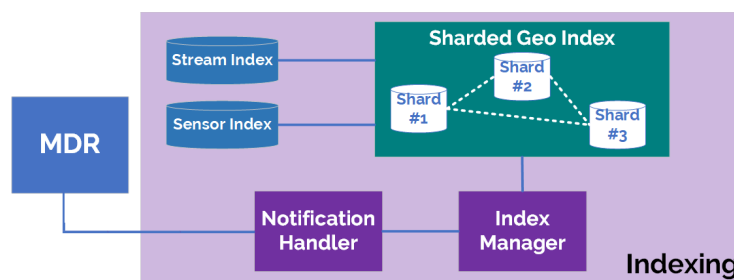 Sharded Geo Index
Stream Index
Shard
#2
Shard
#1
Sensor Index
Shard
#3
MDR
Notification
Handler
Index
Manager
Indexing